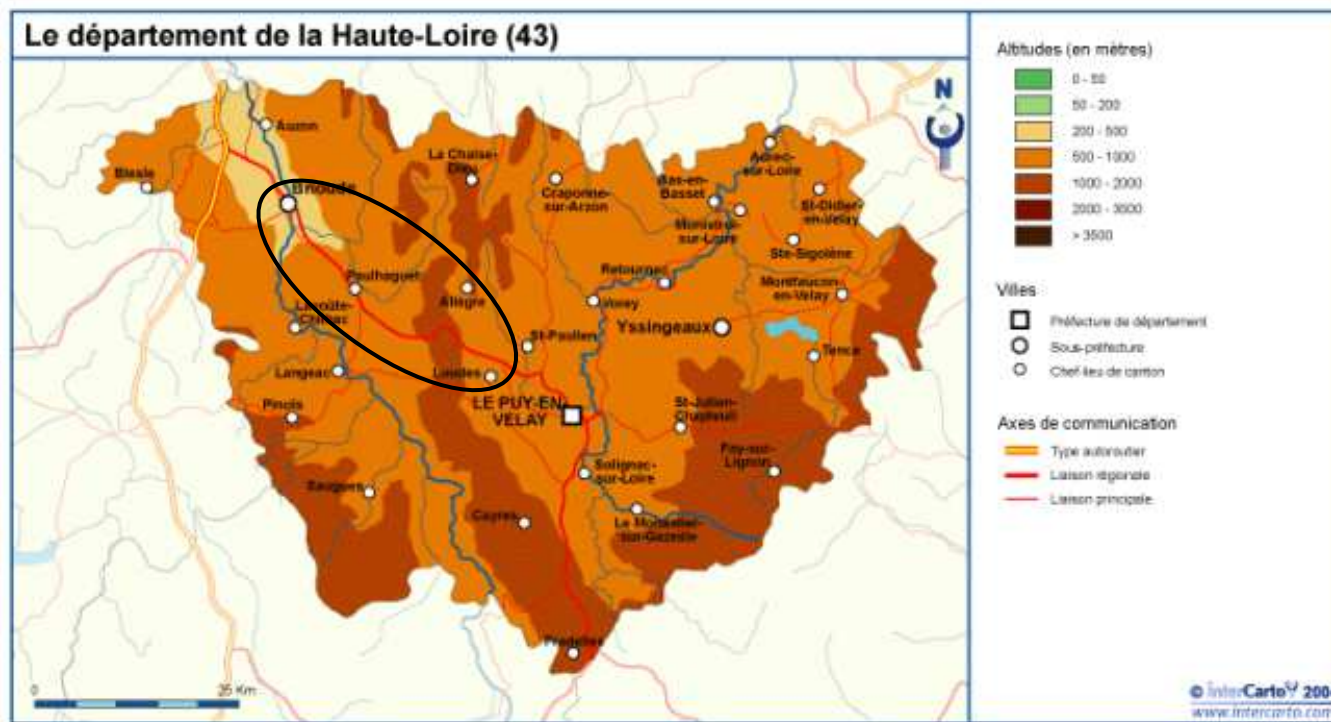 Le département de la Haute-Loire (43)
N
Auzon
Blesle
Brioude
La Chaise-
Dieu
Craponne-
sur-Arzon
Aurec-
sur-Loire
Bas-en-
Basset
Monistrol-
sur-Loire
St-Didier-
en-Velay
Ste-Sigolène
Paulhaguet
Allègre
Retournac
Montfaucon-
en-Velay
Lavoûte-
Chilhac
Vorey
Yssingeaux
St-Paulien
Tence
Langeac
Loudes
LE PUY-EN-
VELAY
St-Julien-
Chapteuil
Pinols
Fay-sur-
Lignon
Solignac-
sur-Loire
Saugues
Cayres
Le Monastier-
sur-Gazeille
Pradelles
0 25 Km
Altitudes (en mètres)
0 - 50
50 - 200
200 - 500
500 - 1000
1000 - 2000
2000 - 3500
> 3500
Villes
Préfecture de département
Sous-préfecture
Chef-lieu de canton
Axes de communication
Type autoroutier
Liaison régionale
Liaison principale
© InterCarto 200
www.intercarto.com